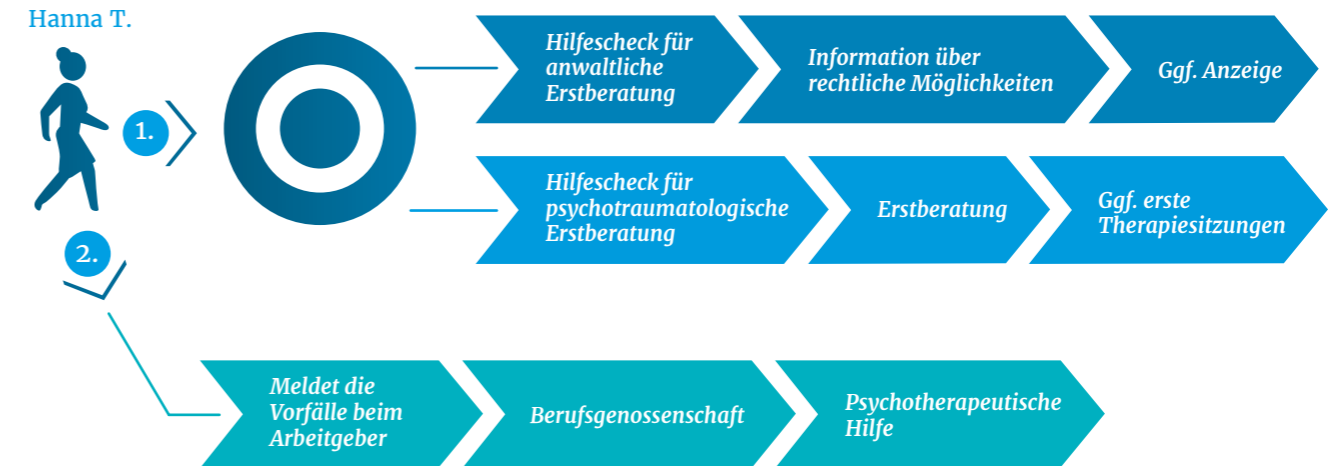 Hanna T.
1.
Hilfescheck für
anwaltliche
Erstberatung
Information über
rechtliche Möglichkeiten
Ggf. Anzeige
Hilfescheck für
psychotraumatologische
Erstberatung
Erstberatung
Ggf. erste
Therapiesitzungen
2.
Meldet die
Vorfälle beim
Arbeitgeber
Berufsgenossenschaft
Psychotherapeutische
Hilfe